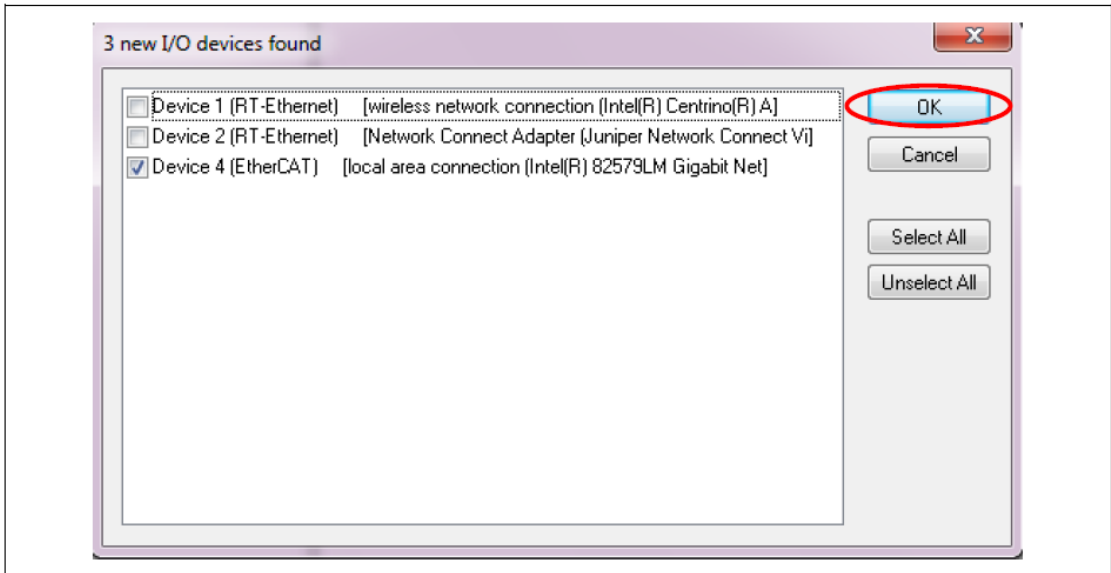 3 new I/O devices found
Device 1 (RT-Ethernet) [wireless network connection (Intel(R) Centrino(R) A]
Device 2 (RT-Ethernet) [Network Connect Adapter (Juniper Network Connect Vi]
Device 4 (EtherCAT) [local area connection (Intel(R) 82579LM Gigabit Net]
OK
Cancel
Select All
Unselect All